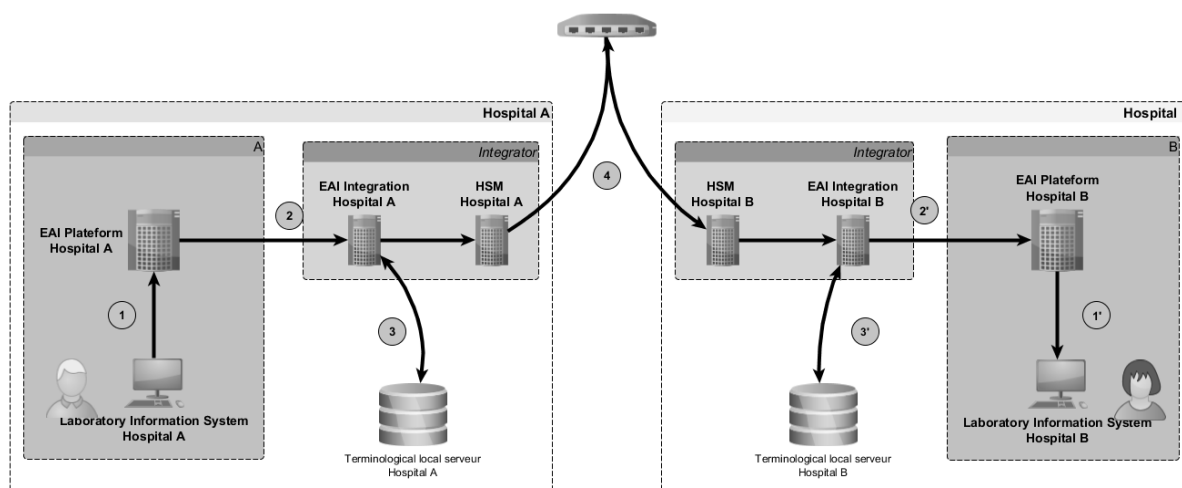 Hospital A
A
Integrator
EAI Integration
Hospital A
HSM
Hospital A
EAI Plateform
Hospital A
1
2
3
4
Laboratory Information System
Hospital A
Terminological local serveur
Hospital A
Hospital
Integrator
B
HSM
Hospital B
EAI Integration
Hospital B
2'
EAI Plateform
Hospital B
3'
1'
Laboratory Information System
Hospital B
Terminological local serveur
Hospital B